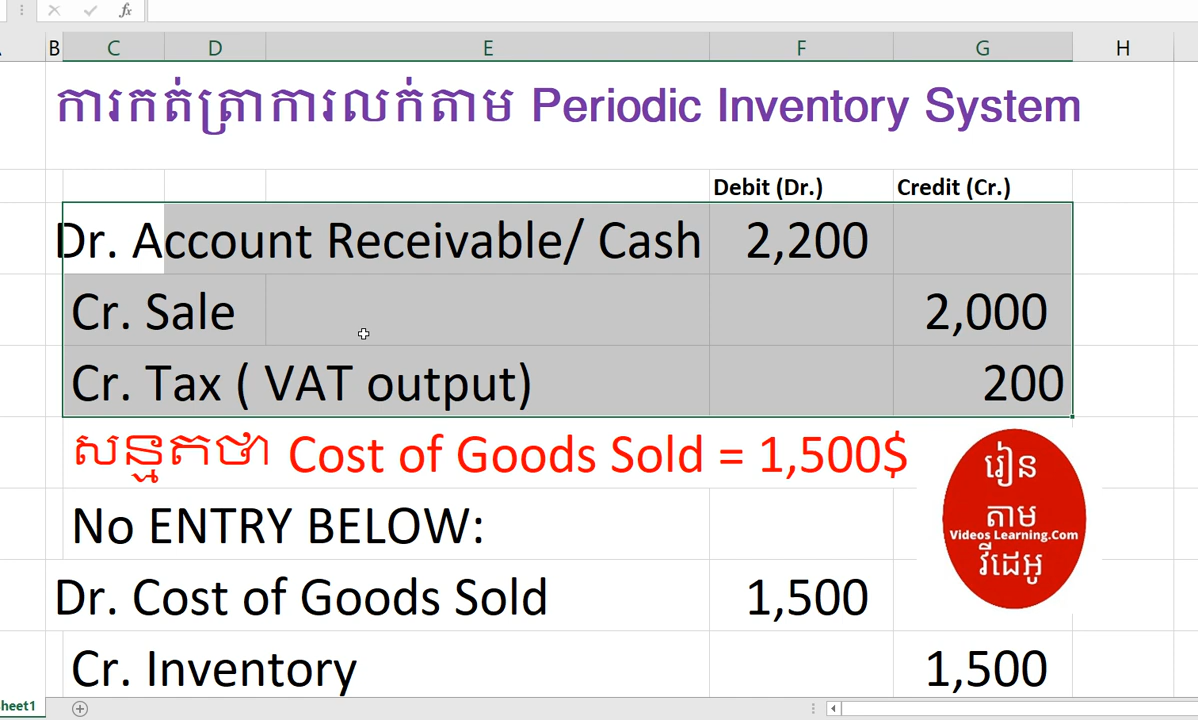 fx
B C D E F G H
ការកត់ត្រាការលក់តាម Periodic Inventory System
Debit (Dr.) Credit (Cr.)
Dr. Account Receivable/ Cash 2,200
Cr. Sale 2,000
Cr. Tax ( VAT output) 200
សន្មតថា Cost of Goods Sold = 1,500$
No ENTRY BELOW:
Dr. Cost of Goods Sold 1,500
Cr. Inventory 1,500
រៀន
តាម
Videos Learning.Com
វីដេអូ
heet1